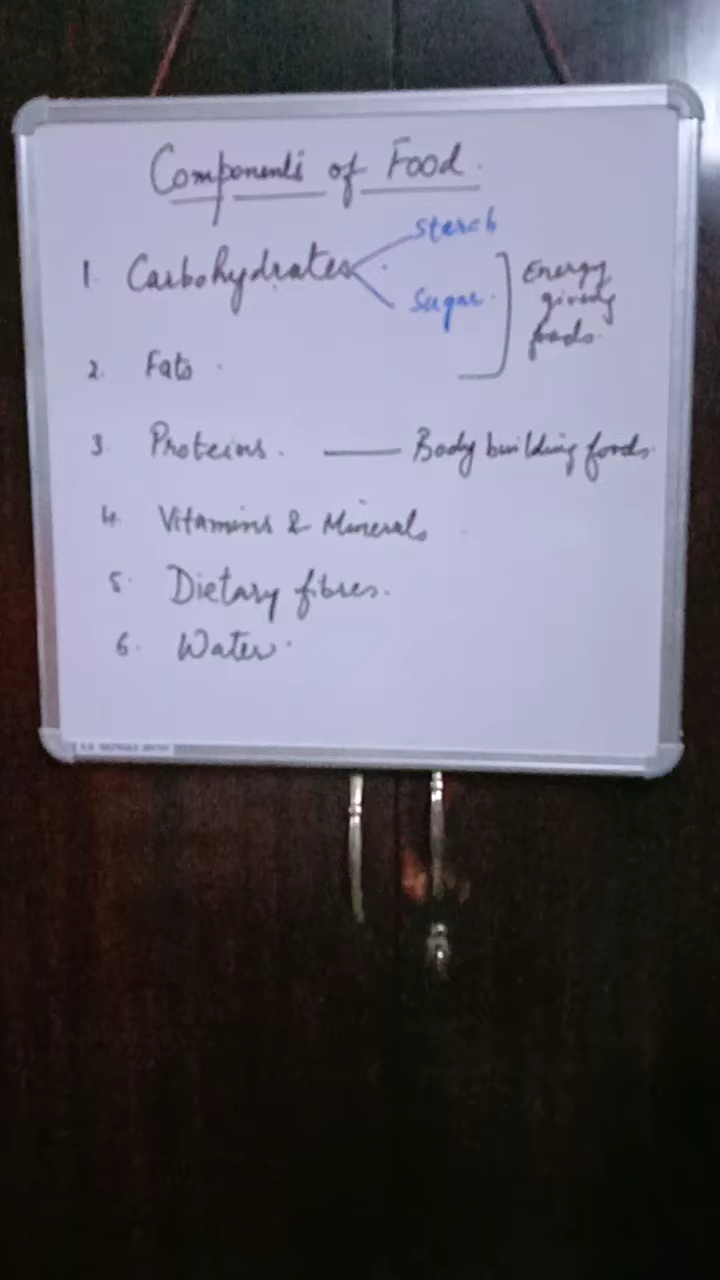 Components of Food.
1. Carbohydrates
Starch
Sugar.
Energy
giving
foods.
2. Fats
3. Proteins. — Body building foods.
4. Vitamins & Minerals
5. Dietary fibres.
6. Water.